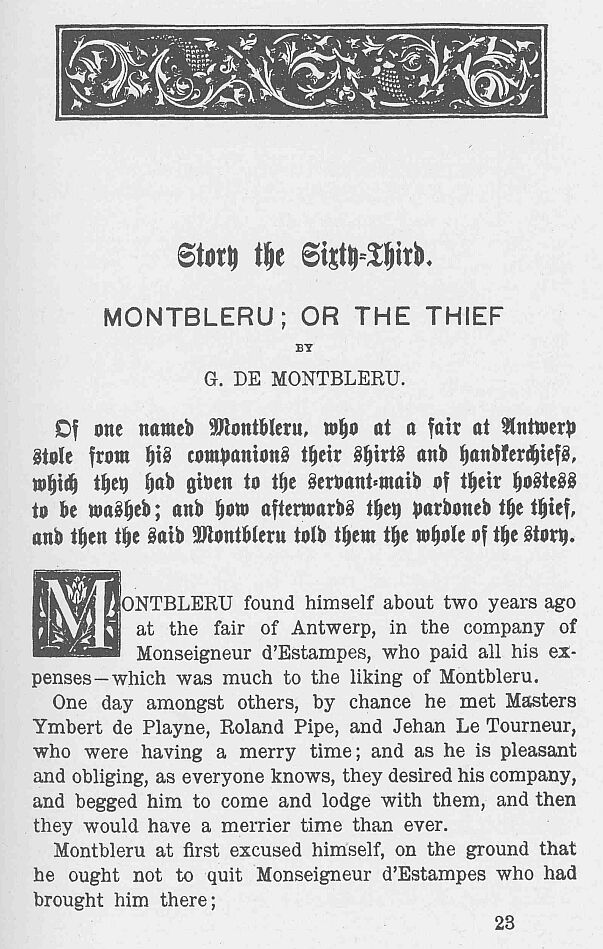 Story the Sixty-Third.
MONTBLERU; OR THE THIEF
BY
G. DE MONTBLERU.
Of one named Montbleru, who at a fair at Antwerp
stole from his companions their shirts and handkerchiefs,
which they had given to the servant-maid of their hostess
to be washed; and how afterwards they pardoned the thief,
and then the said Montbleru told them the whole of the story.
MONTBLERU found himself about two years ago
at the fair of Antwerp, in the company of
Monseigneur d'Estampes, who paid all his ex-
penses—which was much to the liking of Montbleru.
One day amongst others, by chance he met Masters
Ymbert de Playne, Roland Pipe, and Jehan Le Tourneur,
who were having a merry time; and as he is pleasant
and obliging, as everyone knows, they desired his company,
and begged him to come and lodge with them, and then
they would have a merrier time than ever.
Montbleru at first excused himself, on the ground that
he ought not to quit Monseigneur d'Estampes who had
brought him there;
23